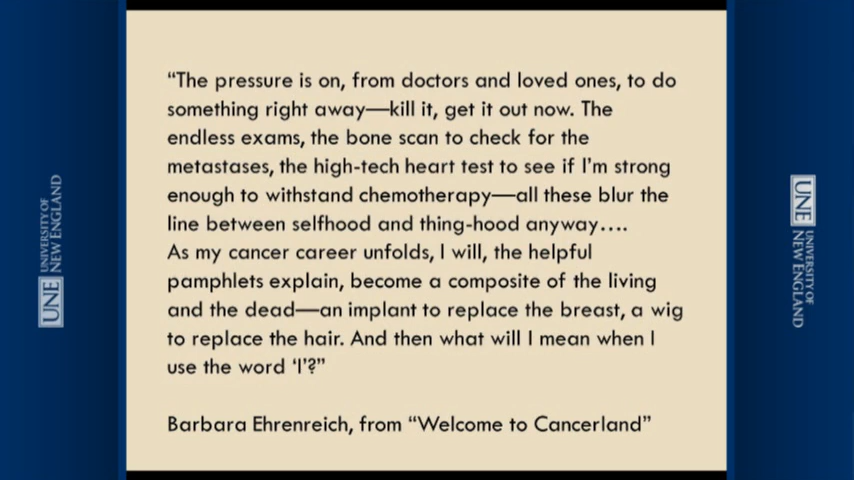 “The pressure is on, from doctors and loved ones, to do
something right away—kill it, get it out now. The
endless exams, the bone scan to check for the
metastases, the high-tech heart test to see if I’m strong
enough to withstand chemotherapy—all these blur the
line between selfhood and thing-hood anyway….
As my cancer career unfolds, I will, the helpful
pamphlets explain, become a composite of the living
and the dead—an implant to replace the breast, a wig
to replace the hair. And then what will I mean when I
use the word ‘I’?”
Barbara Ehrenreich, from “Welcome to Cancerland”
UNE
UNIVERSITY OF
NEW ENGLAND
UNE
UNIVERSITY OF
NEW ENGLAND